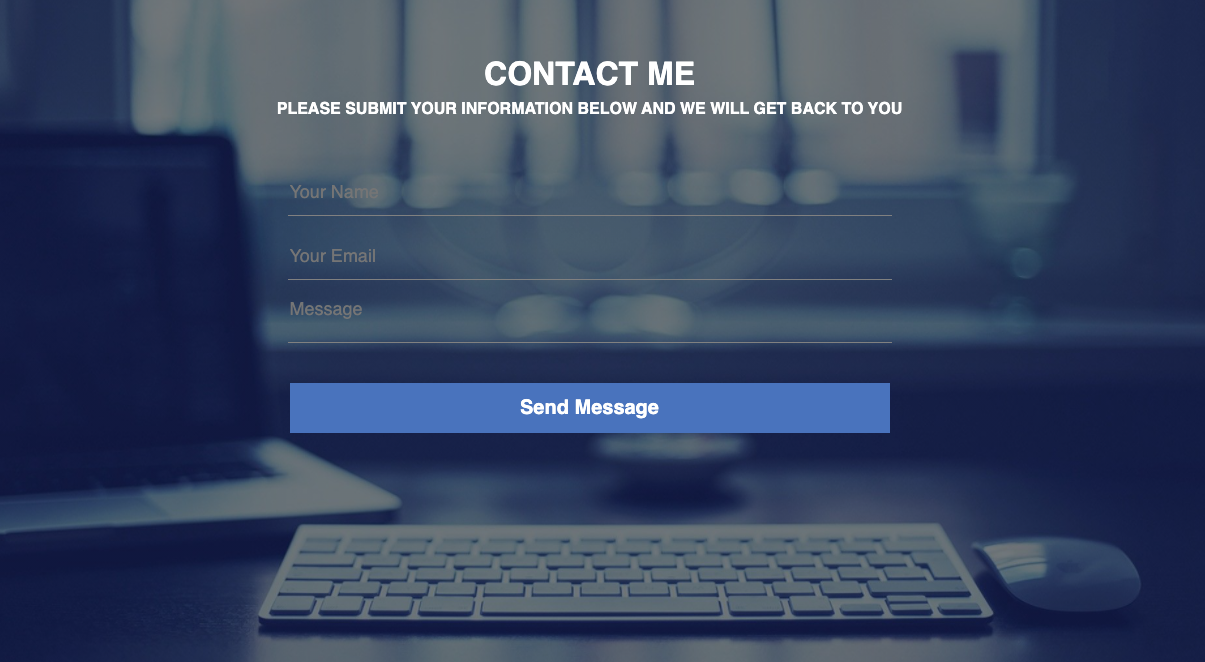 CONTACT ME
PLEASE SUBMIT YOUR INFORMATION BELOW AND WE WILL GET BACK TO YOU
Your Name
Your Email
Message
Send Message